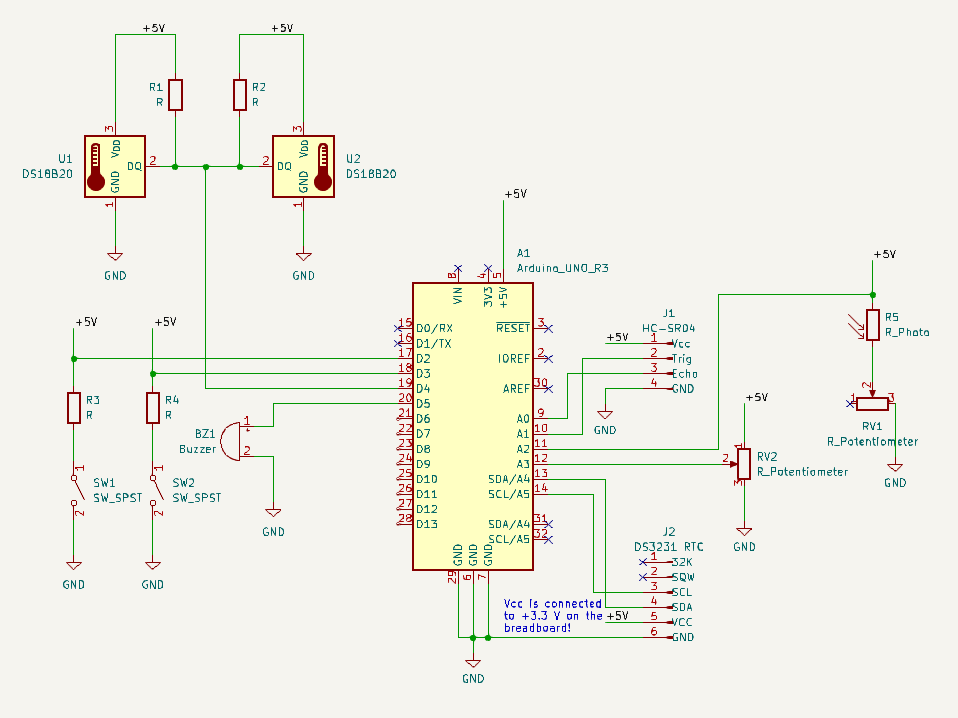 +5V
+5V
R1
R
R2
R
3
VDD
3
VDD
U1
DS18B20
DQ
2
GND
1
2
DQ
GND
1
U2
DS18B20
GND
GND
+5V
A1
Arduino_UNO_R3
8
VIN
4
3V3
5
+5V
15
D0/RX
16
D1/TX
17
D2
18
D3
19
D4
20
D5
21
D6
22
D7
23
D8
24
D9
25
D10
26
D11
27
D12
28
D13
RESET
3
IOREF
2
AREF
30
A0
9
A1
10
A2
11
A3
12
SDA/A4
13
SCL/A5
14
SDA/A4
31
SCL/A5
32
GND
29
GND
6
GND
7
GND
+5V
+5V
R3
R
R4
R
1
SW1
SW_SPST
2
1
SW2
SW_SPST
2
GND
GND
BZ1
Buzzer
1
+
2
GND
J1
HC-SR04
+5V
1
Vcc
2
Trig
3
Echo
4
GND
GND
+5V
R5
R_Photo
2
1
3
RV1
R_Potentiometer
GND
+5V
1
2
3
RV2
R_Potentiometer
GND
J2
DS3231 RTC
1
32K
2
SQW
3
SCL
4
SDA
+5V
5
VCC
6
GND
Vcc is connected
to +3.3 V on the
breadboard!